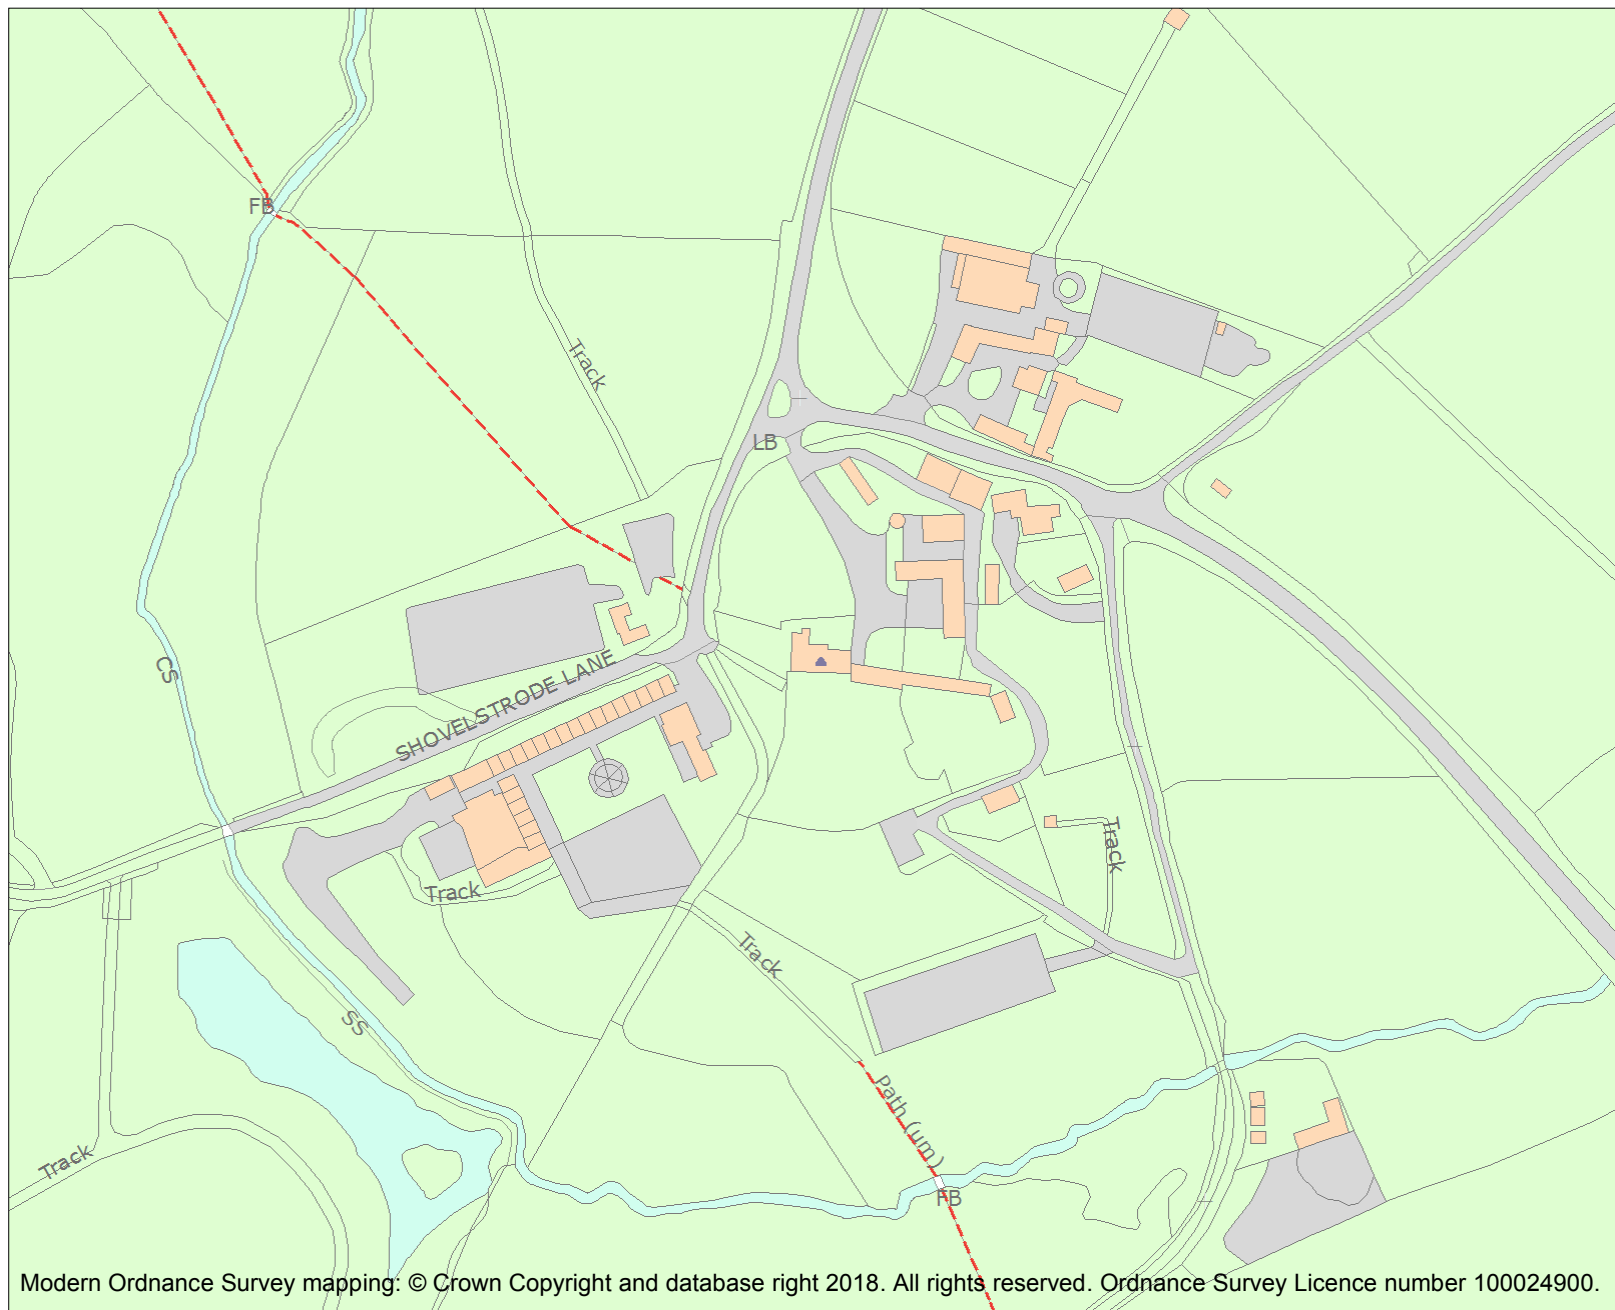 FB
Track
LB
CS
SHOVELSTRODE LANE
Track
Track
Track
SS
Path (um)
Track
FB
Modern Ordnance Survey mapping: © Crown Copyright and database right 2018. All rights reserved. Ordnance Survey Licence number 100024900.